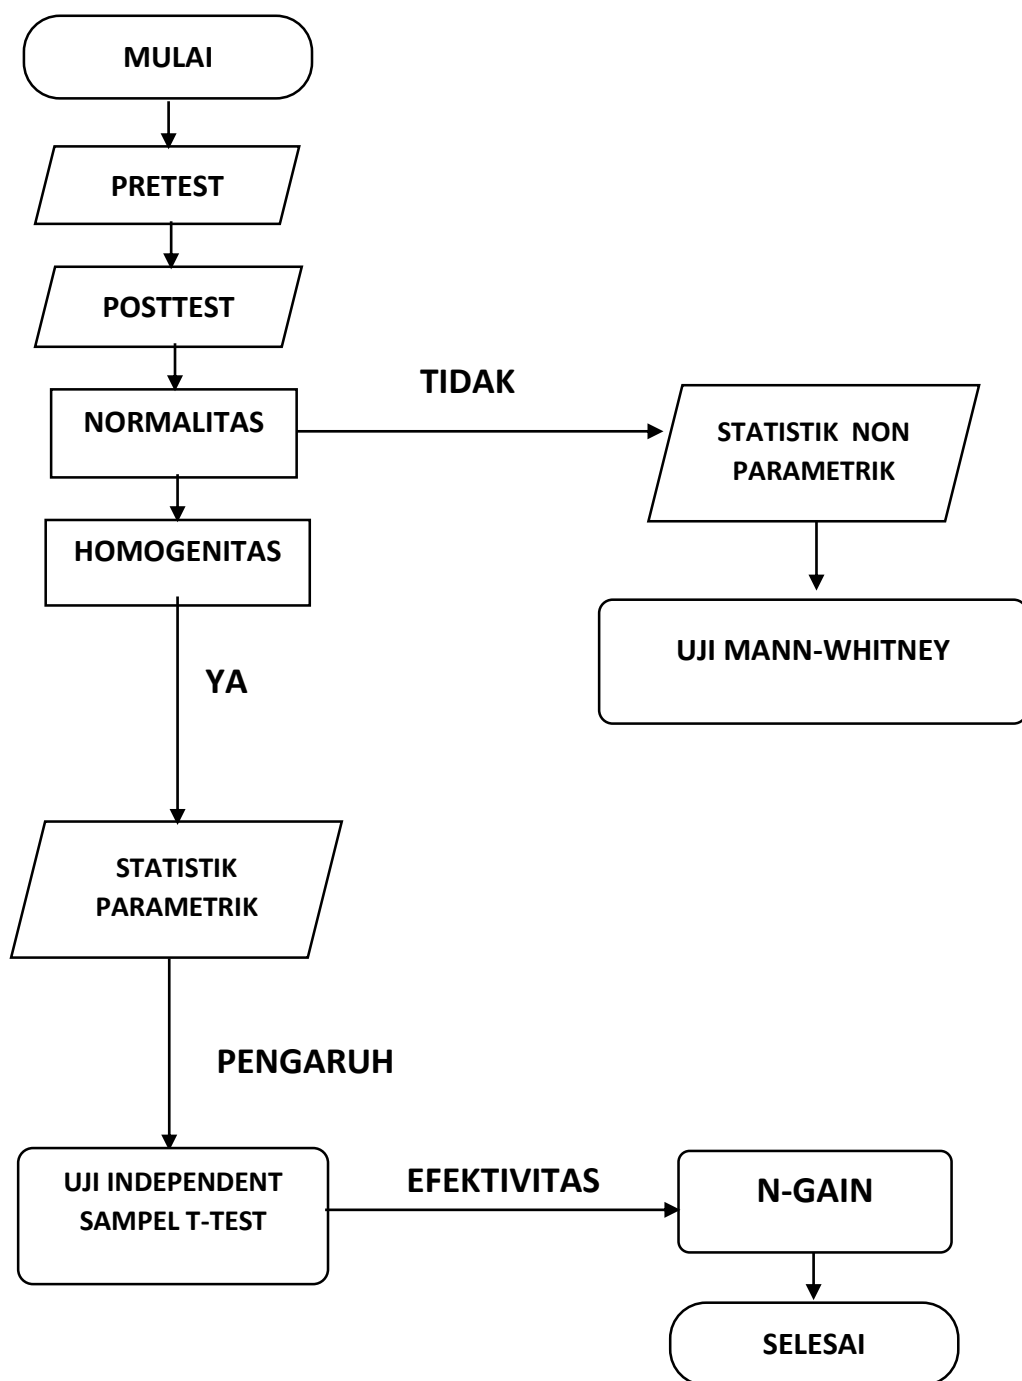 MULAI
PRETEST
POSTTEST
TIDAK
NORMALITAS
STATISTIK NON
PARAMETRIK
HOMOGENITAS
UJI MANN-WHITNEY
YA
STATISTIK
PARAMETRIK
PENGARUH
UJI INDEPENDENT
SAMPEL T-TEST
EFEKTIVITAS
N-GAIN
SELESAI